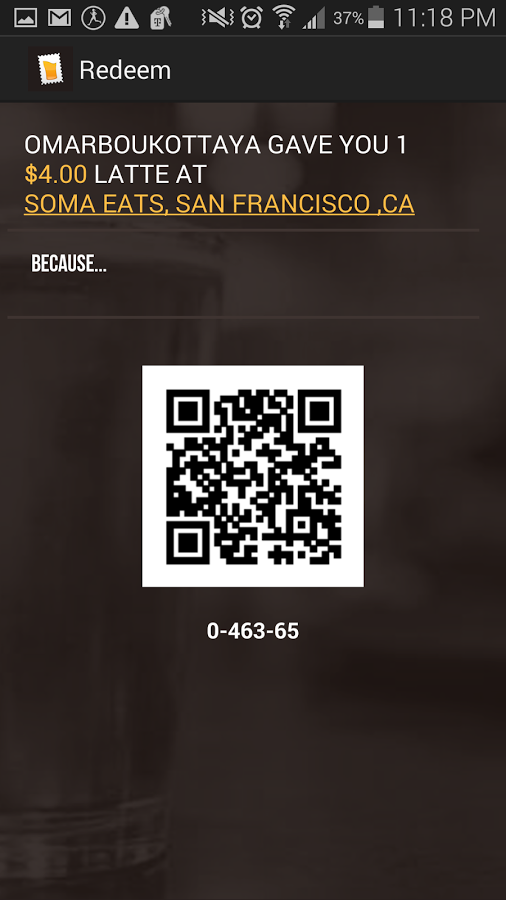 37% 11:18 PM
Redeem
OMARBOUKOTTAYA GAVE YOU 1
$4.00 LATTE AT
SOMA EATS, SAN FRANCISCO ,CA
BECAUSE...
0-463-65